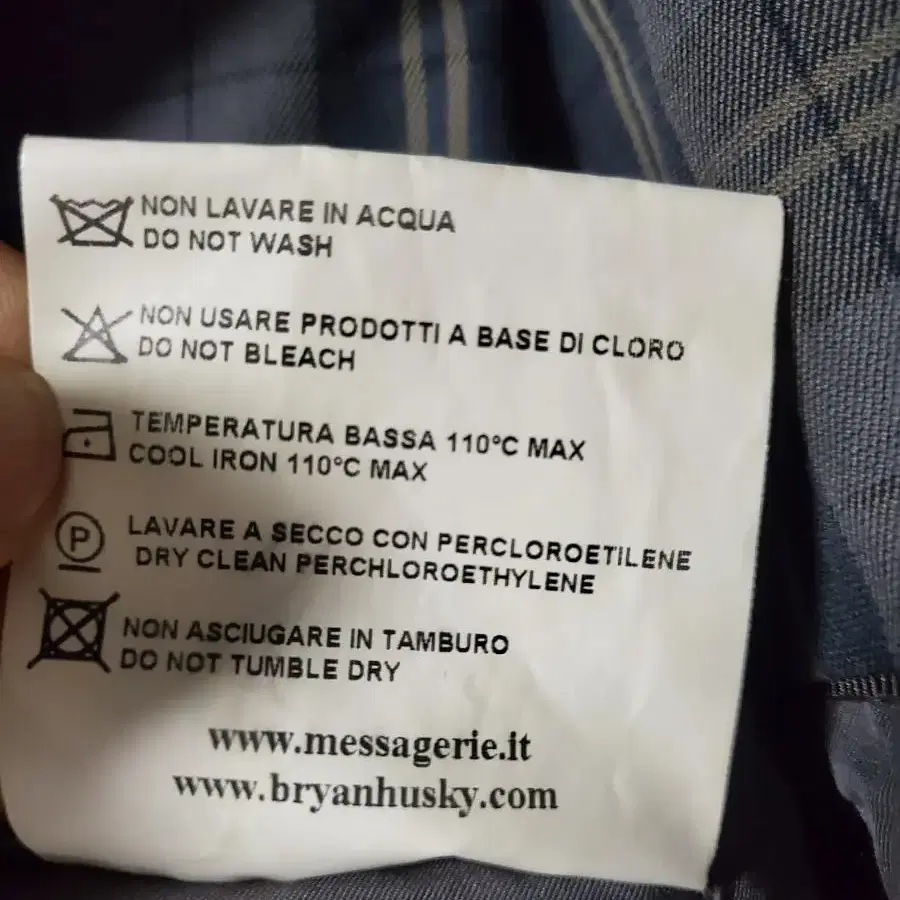 NON LAVARE IN ACQUA
DO NOT WASH
NON USARE PRODOTTI A BASE DI CLORO
DO NOT BLEACH
TEMPERATURA BASSA 110°C MAX
COOL IRON 110°C MAX
P
LAVARE A SECCO CON PERCLOROETILENE
DRY CLEAN PERCHLOROETHYLENE
NON ASCIUGARE IN TAMBURO
DO NOT TUMBLE DRY
www.messagerie.it
www.bryanhusky.com